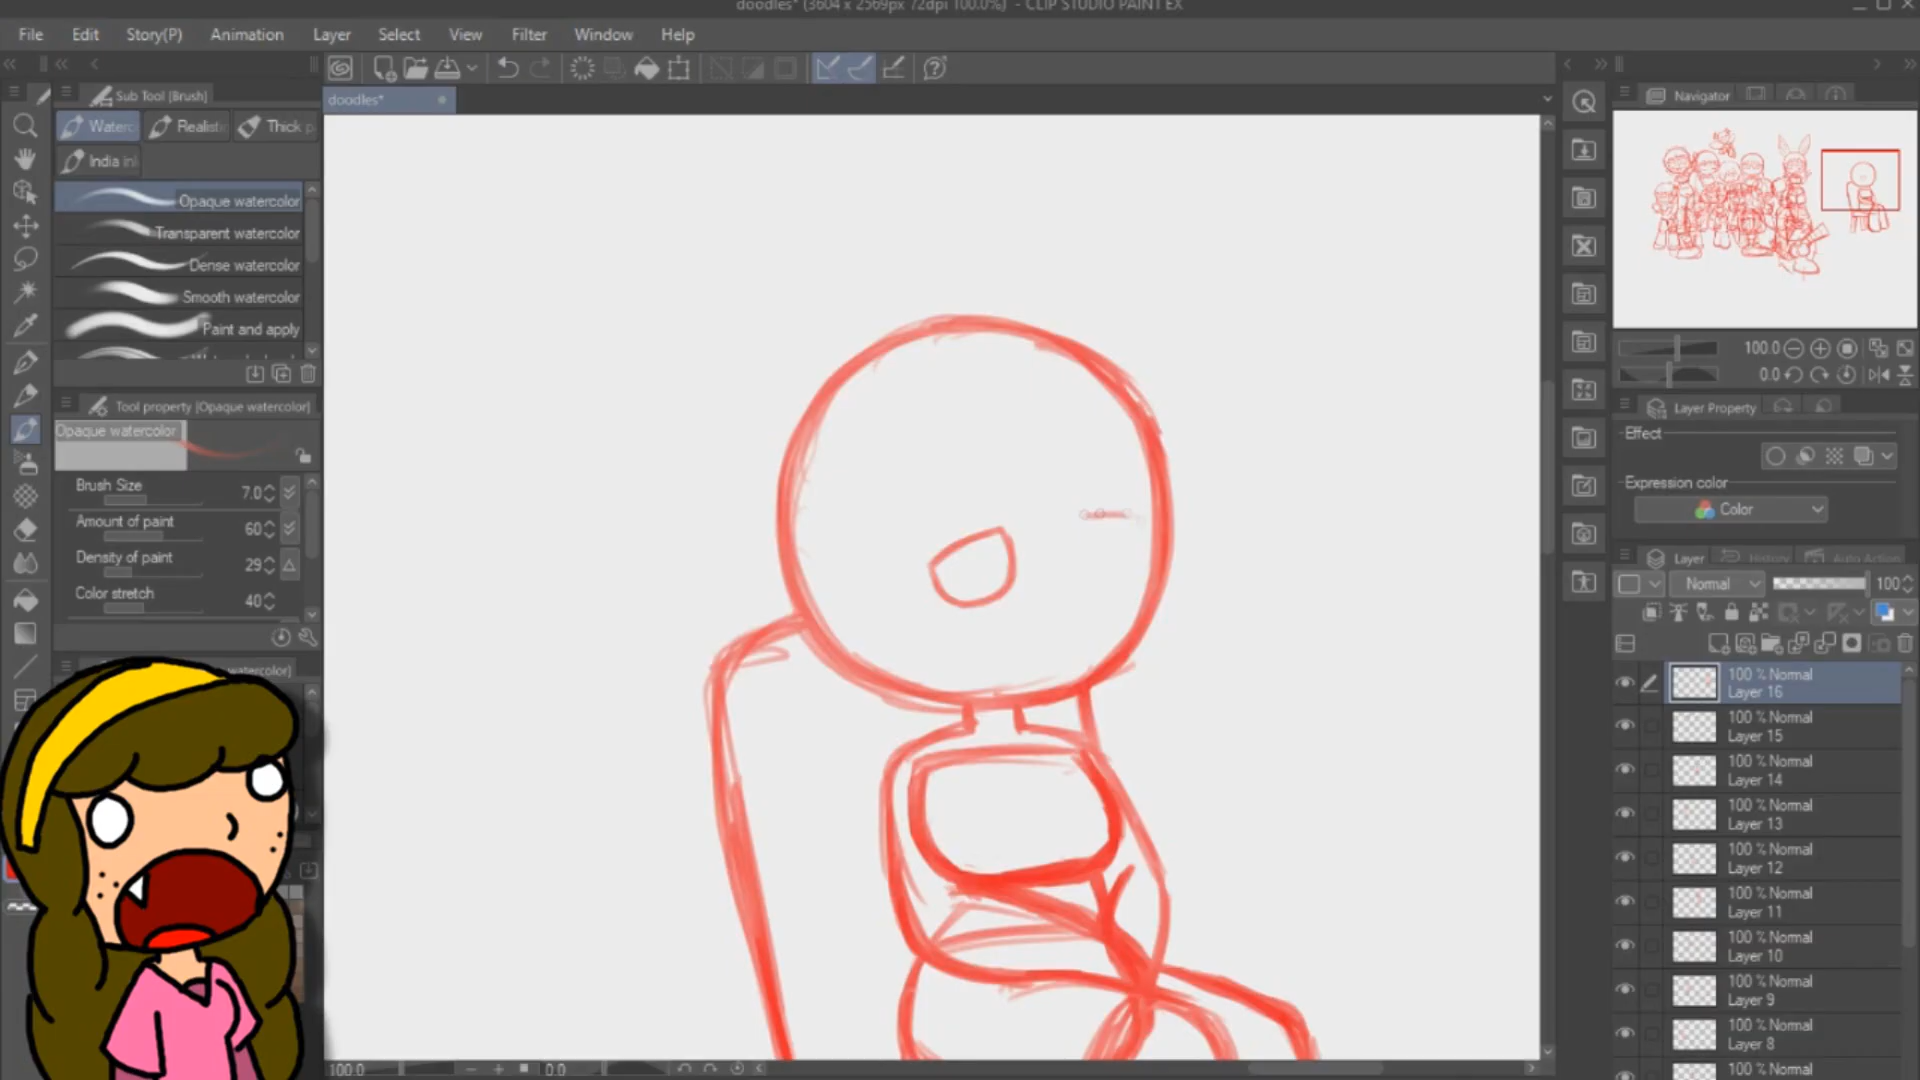 doodles* (3604 x 2569px 72dpi 100.0%) - CLIP STUDIO PAINT EX
File Edit Story(P) Animation Layer Select View Filter Window Help
Sub Tool [Brush]
doodles*
Navigator
Waterc Realisti Thick p
India in
Opaque watercolor
Transparent watercolor
Dense watercolor
Smooth watercolor
Paint and apply
Tool property [Opaque watercolor]
Opaque watercolor
Brush Size 7.0
Amount of paint 60
Density of paint 29
Color stretch 40
watercolor]
100.0 0.0
100.0
0.0
Layer Property
Effect
Expression color
Color
Layer History Auto Action
Normal 100
100 % Normal
Layer 16
100 % Normal
Layer 15
100 % Normal
Layer 14
100 % Normal
Layer 13
100 % Normal
Layer 12
100 % Normal
Layer 11
100 % Normal
Layer 10
100 % Normal
Layer 9
100 % Normal
Layer 8
100 % Normal